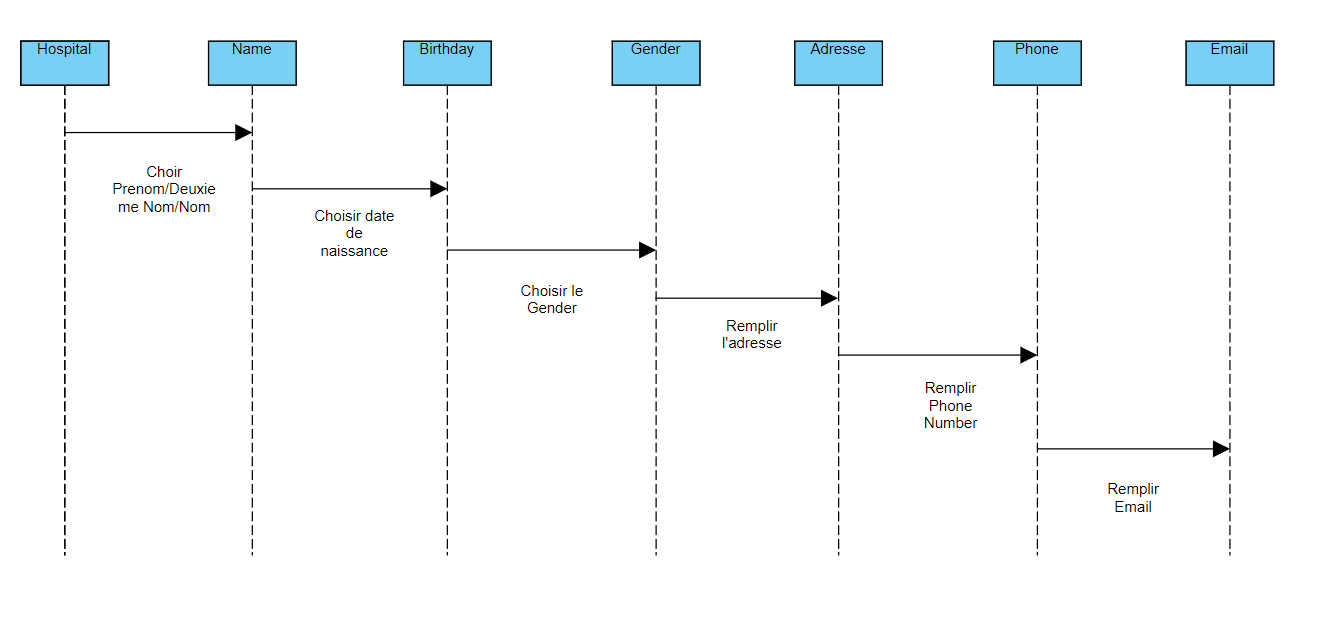 Hospital
Name
Birthday
Gender
Adresse
Phone
Email
Choir
Prenom/Deuxie
me Nom/Nom
Choisir date
de
naissance
Choisir le
Gender
Remplir
l'adresse
Remplir
Phone
Number
Remplir
Email